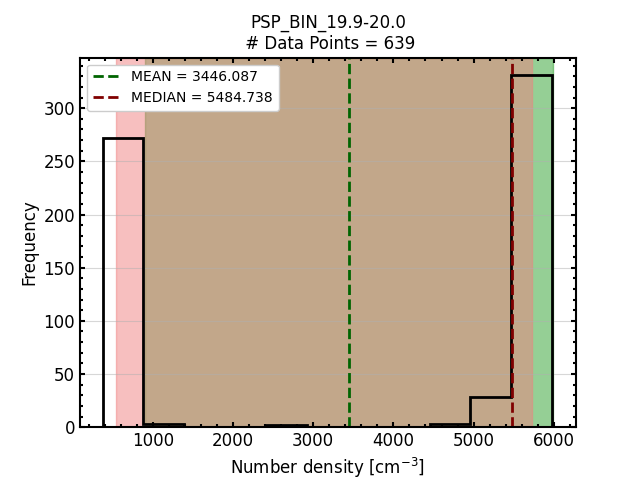 PSP_BIN_19.9-20.0
# Data Points = 639
MEAN = 3446.087
MEDIAN = 5484.738
300
250
200
150
100
50
0
Frequency
1000 2000 3000 4000 5000 6000
Number density [cm⁻³]